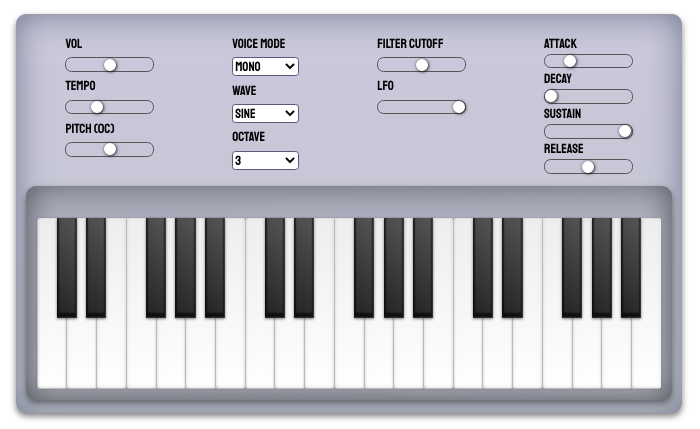 VOL
TEMPO
PITCH (OC)
VOICE MODE
MONO
WAVE
SINE
OCTAVE
3
FILTER CUTOFF
LFO
ATTACK
DECAY
SUSTAIN
RELEASE